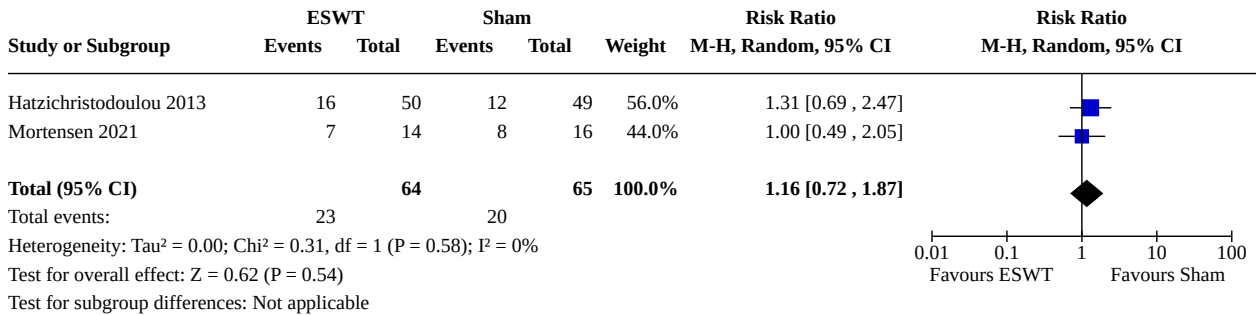 ESWT Sham Risk Ratio Risk Ratio
Study or Subgroup Events Total Events Total Weight M-H, Random, 95% CI M-H, Random, 95% CI
Hatzichristodoulou 2013 16 50 12 49 56.0% 1.31 [0.69 , 2.47]
Mortensen 2021 7 14 8 16 44.0% 1.00 [0.49 , 2.05]
Total (95% CI) 64 65 100.0% 1.16 [0.72 , 1.87]
Total events: 23 20
Heterogeneity: Tau² = 0.00; Chi² = 0.31, df = 1 (P = 0.58); I² = 0%
0.01 0.1 1 10 100
Test for overall effect: Z = 0.62 (P = 0.54) Favours ESWT Favours Sham
Test for subgroup differences: Not applicable